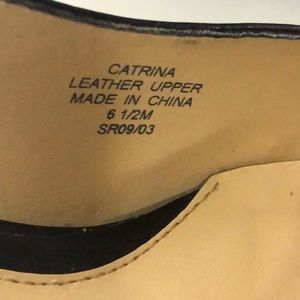 CATRINA
LEATHER UPPER
MADE IN CHINA
6 1/2M
SR09/03